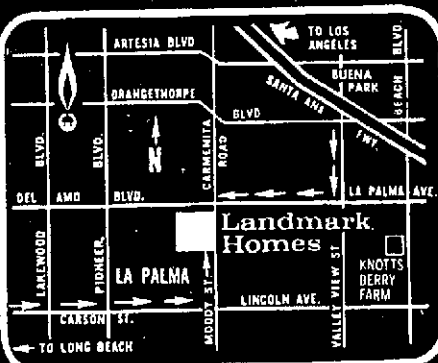 TO LOS
ANGELES
ARTESIA BLVD
BLVD.
BUENA
PARK
BEACH
SANTA ANA
FWY.
ORANGETHORPE
BLVD
BLVD.
BLVD.
N
CARMENITA
ROAD
DEL AMO BLVD.
LA PALMA AVE.
Landmark
Homes
LAKEWOOD
PIONEER
LA PALMA
MOODY ST.
VALLEY VIEW ST
KNOTTS
BERRY
FARM
LINCOLN AVE.
CARSON ST.
TO LONG BEACH